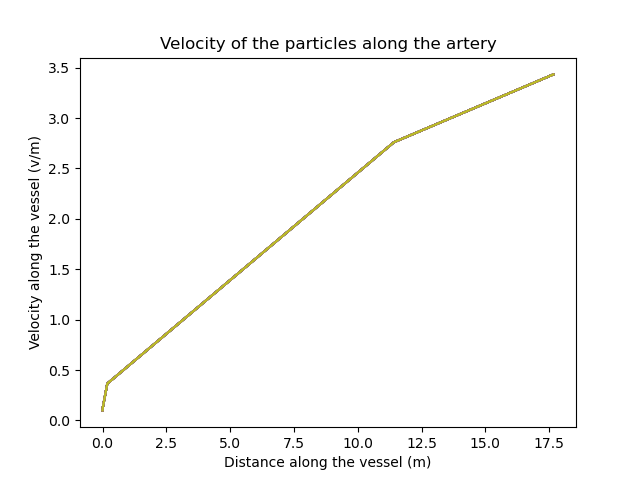 Velocity of the particles along the artery
3.5
3.0
2.5
2.0
1.5
1.0
0.5
0.0
Velocity along the vessel (v/m)
0.0 2.5 5.0 7.5 10.0 12.5 15.0 17.5
Distance along the vessel (m)